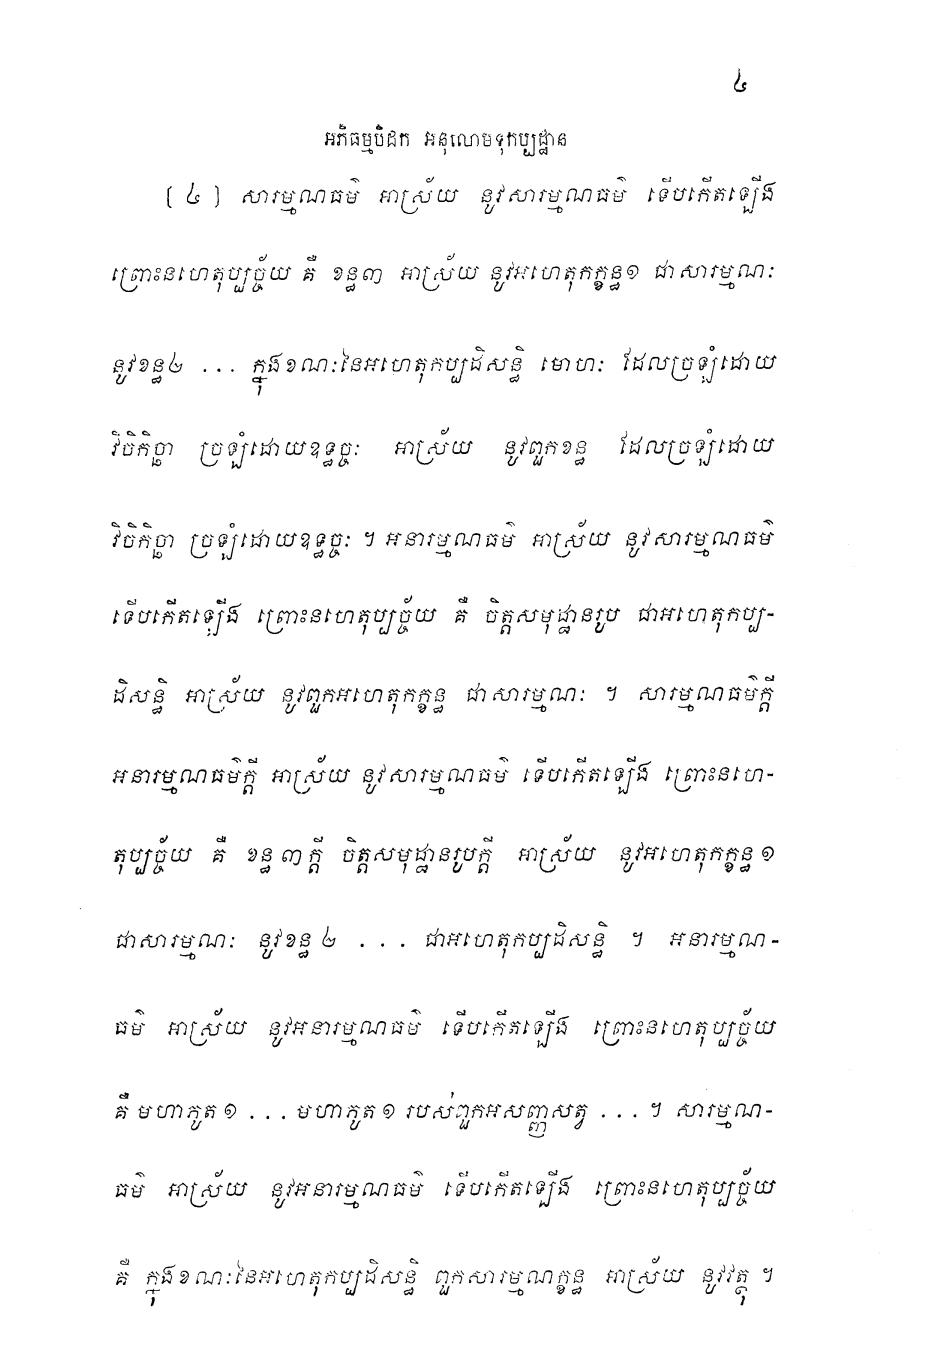 ៤
អភិធម្មបិដក អនុលោមទុកប្បដ្ឋាន
[ ៤ ] សារម្មណធម៌ អាស្រ័យ នូវសារម្មណធម៌ ទើបកើតឡើង
ព្រោះនហេតុប្បច្ច័យ គឺ ខន្ធ៣ អាស្រ័យ នូវអហេតុកក្ខន្ធ១ ជាសារម្មណៈ
នូវខន្ធ២ ... ក្នុងខណៈនៃអហេតុកប្បដិសន្ធិ មោហៈ ដែលច្រឡំដោយ
វិចិកិច្ឆា ច្រឡំដោយឧទ្ធច្ចៈ អាស្រ័យ នូវពួកខន្ធ ដែលច្រឡំដោយ
វិចិកិច្ឆា ច្រឡំដោយឧទ្ធច្ចៈ ។ អនារម្មណធម៌ អាស្រ័យ នូវសារម្មណធម៌
ទើបកើតឡើង ព្រោះនហេតុប្បច្ច័យ គឺ ចិត្តសមុដ្ឋានរូប ជាអហេតុកប្ប-
ដិសន្ធិ អាស្រ័យ នូវពួកអហេតុកក្ខន្ធ ជាសារម្មណៈ ។ សារម្មណធម៌ក្តី
អនារម្មណធម៌ក្តី អាស្រ័យ នូវសារម្មណធម៌ ទើបកើតឡើង ព្រោះនហេ-
តុប្បច្ច័យ គឺ ខន្ធ៣ក្តី ចិត្តសមុដ្ឋានរូបក្តី អាស្រ័យ នូវអហេតុកក្ខន្ធ១
ជាសារម្មណៈ នូវខន្ធ២ ... ជាអហេតុកប្បដិសន្ធិ ។ អនារម្មណ-
ធម៌ អាស្រ័យ នូវអនារម្មណធម៌ ទើបកើតឡើង ព្រោះនហេតុប្បច្ច័យ
គឺ មហាភូត១ ... មហាភូត១ របស់ពួកអសញ្ញសត្វ ... ។ សារម្មណ-
ធម៌ អាស្រ័យ នូវអនារម្មណធម៌ ទើបកើតឡើង ព្រោះនហេតុប្បច្ច័យ
គឺ ក្នុងខណៈនៃអហេតុកប្បដិសន្ធិ ពួកសារម្មណក្ខន្ធ អាស្រ័យ នូវវត្ថុ ។